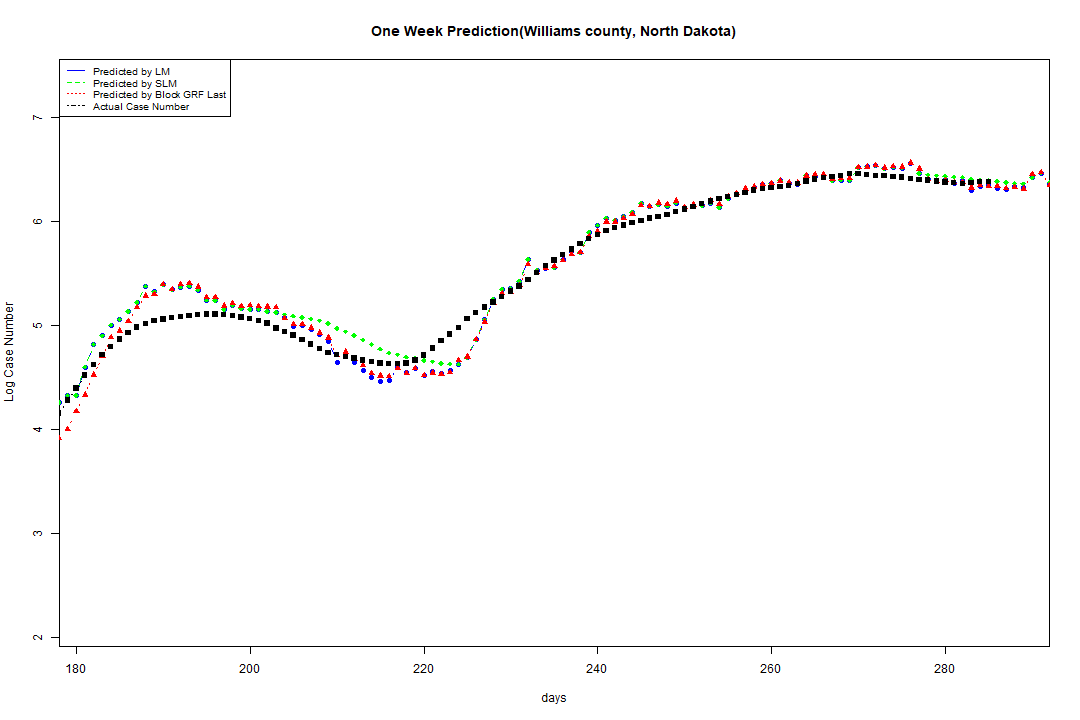 One Week Prediction(Williams county, North Dakota)
Predicted by LM
Predicted by SLM
Predicted by Block GRF Last
Actual Case Number
7
6
5
4
3
2
Log Case Number
180 200 220 240 260 280
days